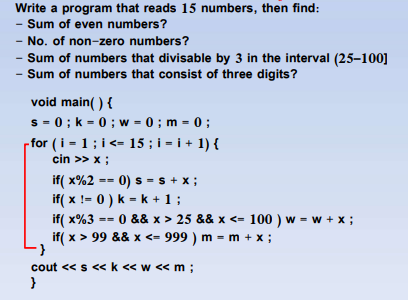 Write a program that reads 15 numbers, then find:
- Sum of even numbers?
- No. of non-zero numbers?
- Sum of numbers that divisable by 3 in the interval (25-100]
- Sum of numbers that consist of three digits?
void main( ) {
s = 0 ; k = 0 ; w = 0 ; m = 0 ;
for ( i = 1 ; i <= 15 ; i = i + 1) {
cin >> x ;
if( x%2 == 0) s = s + x ;
if( x != 0 ) k = k + 1 ;
if( x%3 == 0 && x > 25 && x <= 100 ) w = w + x ;
if( x > 99 && x <= 999 ) m = m + x ;
}
cout << s << k << w << m ;
}